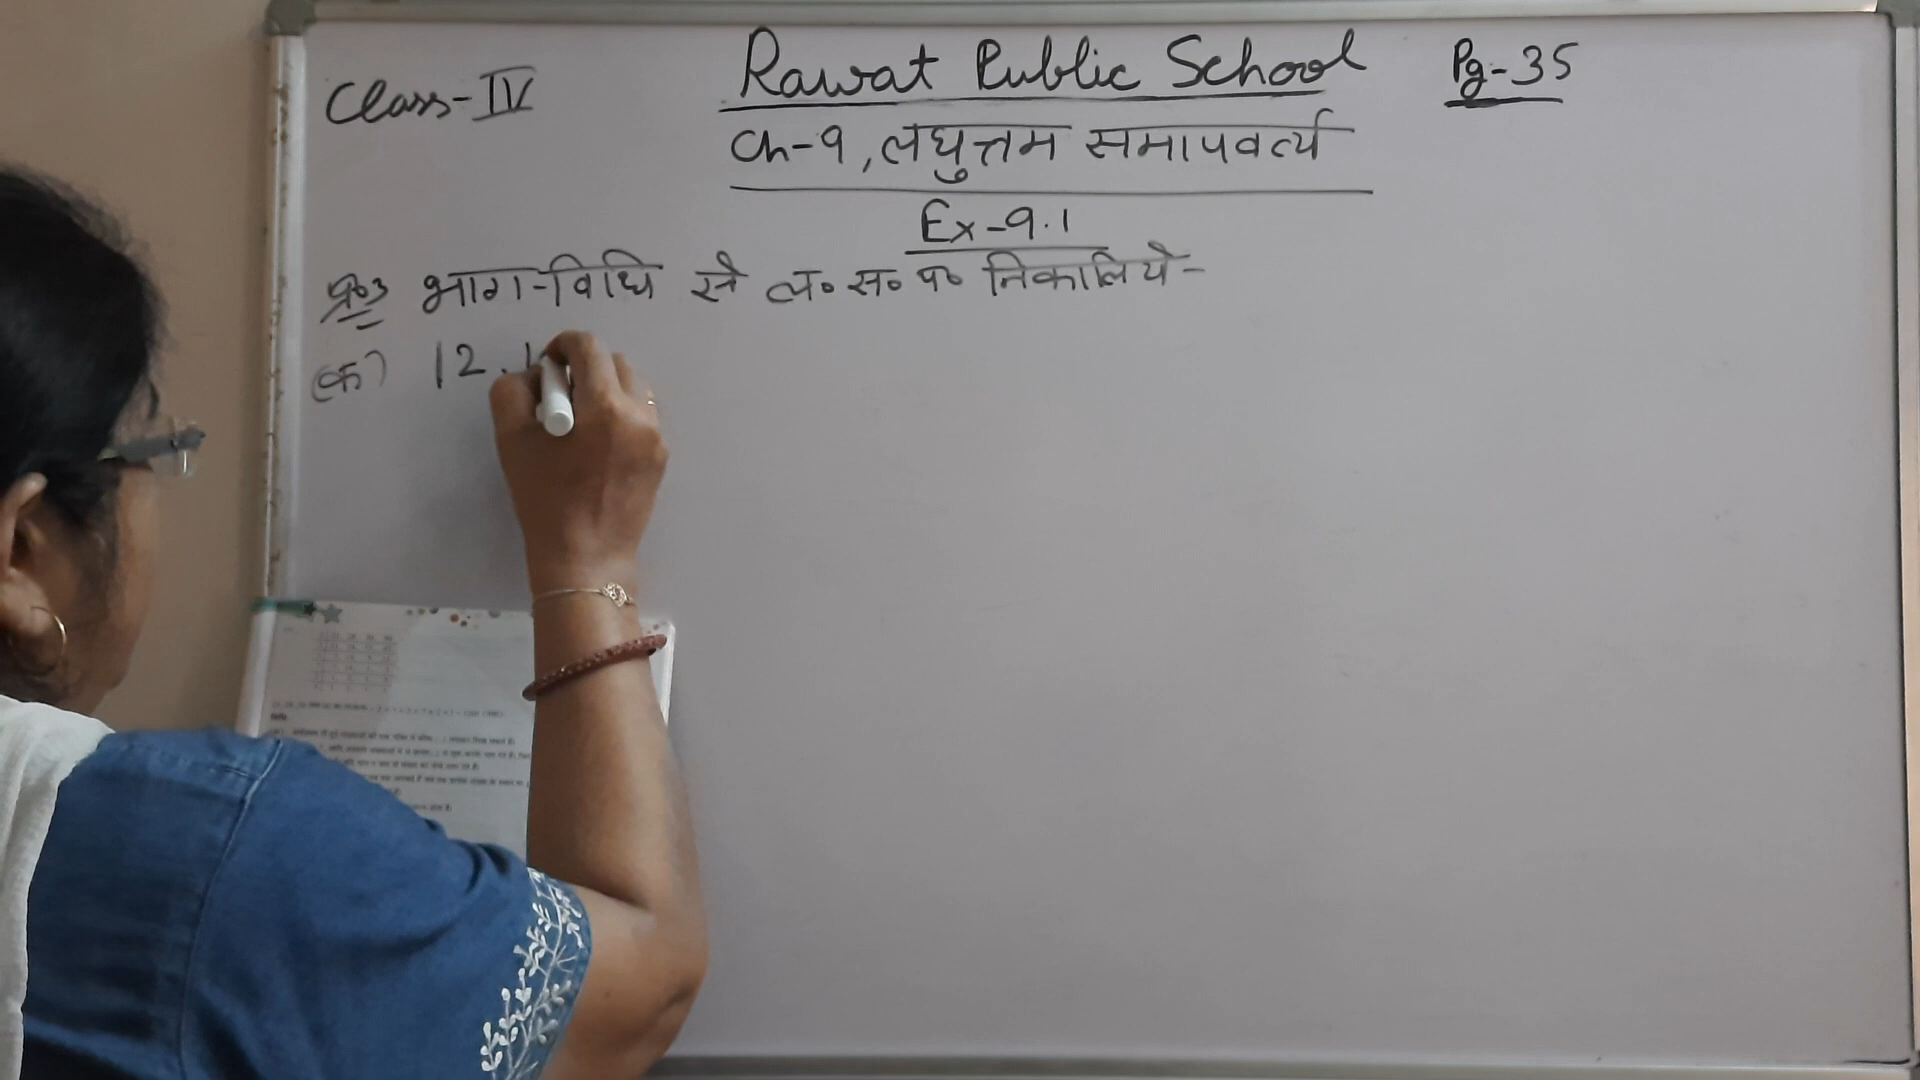 Class-IV
Rawat Public School
Pg-35
Ch-9, लघुत्तम समापवर्त्य
Ex-9.1
प्र०3 भाग-विधि से ल० स० प० निकालिये-
(क) 12. 1